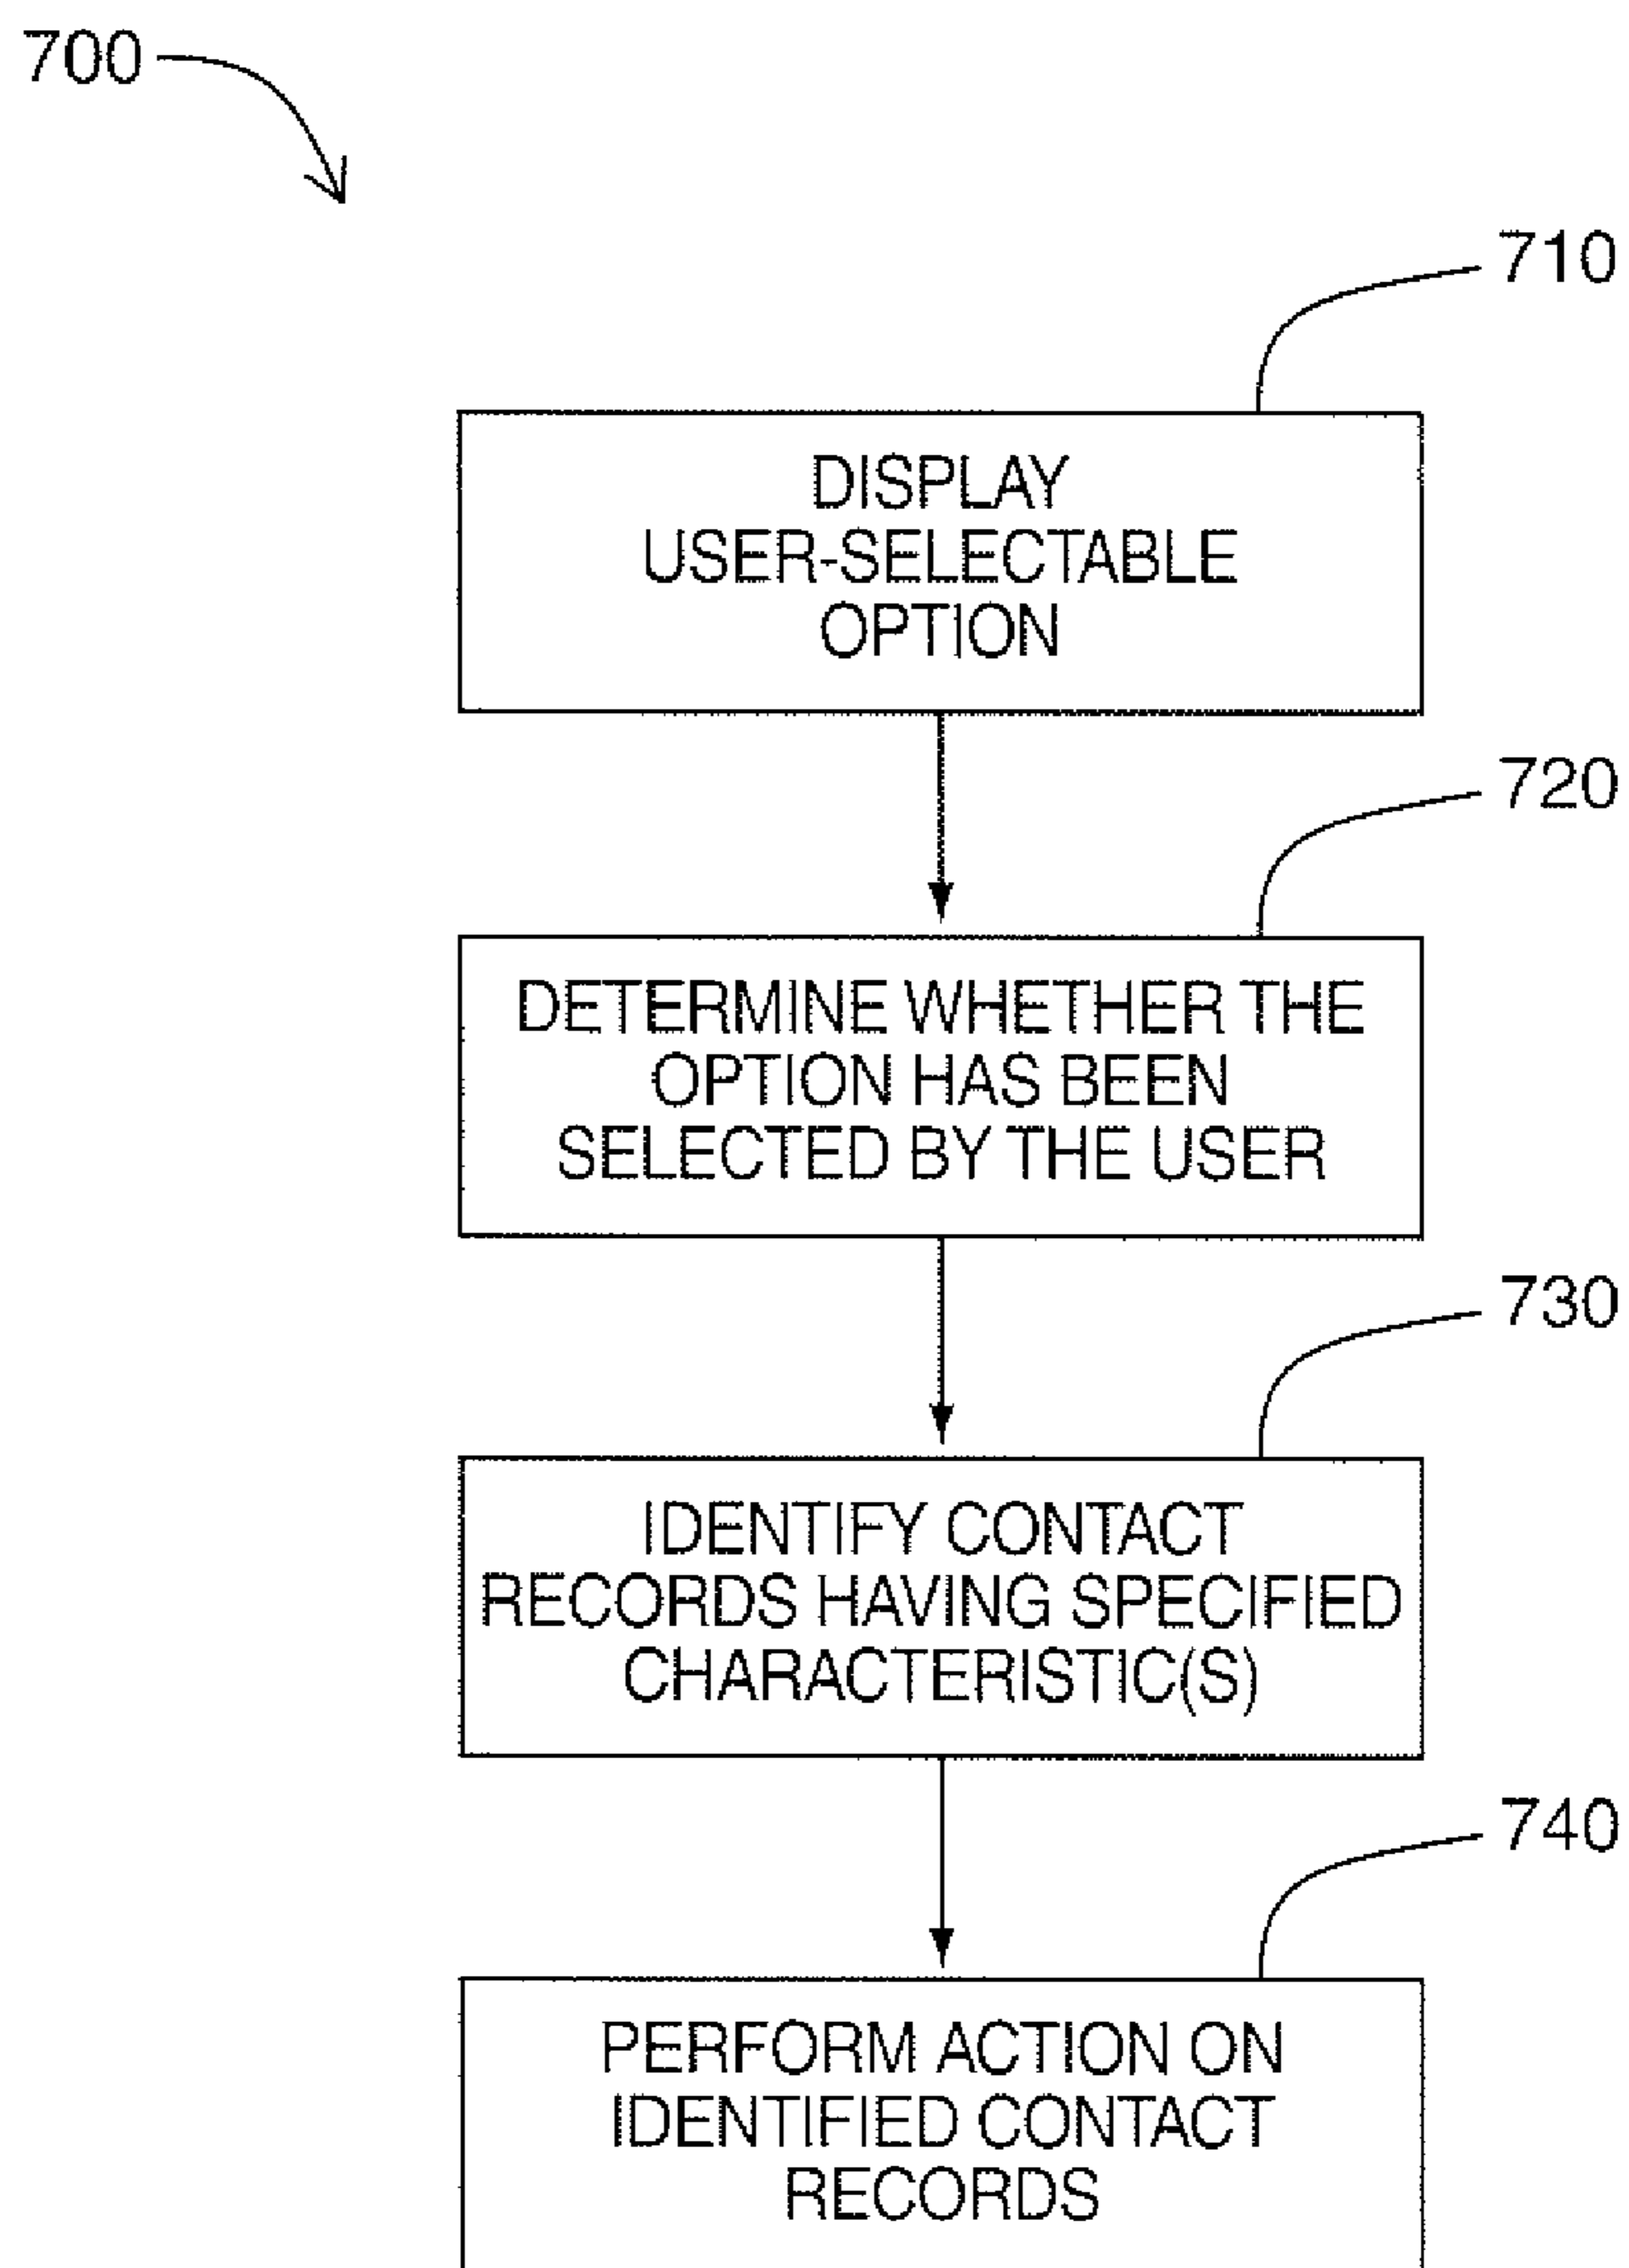 700
710
DISPLAY
USER-SELECTABLE
OPTION
720
DETERMINE WHETHER THE
OPTION HAS BEEN
SELECTED BY THE USER
730
IDENTIFY CONTACT
RECORDS HAVING SPECIFIED
CHARACTERISTIC(S)
740
PERFORM ACTION ON
IDENTIFIED CONTACT
RECORDS